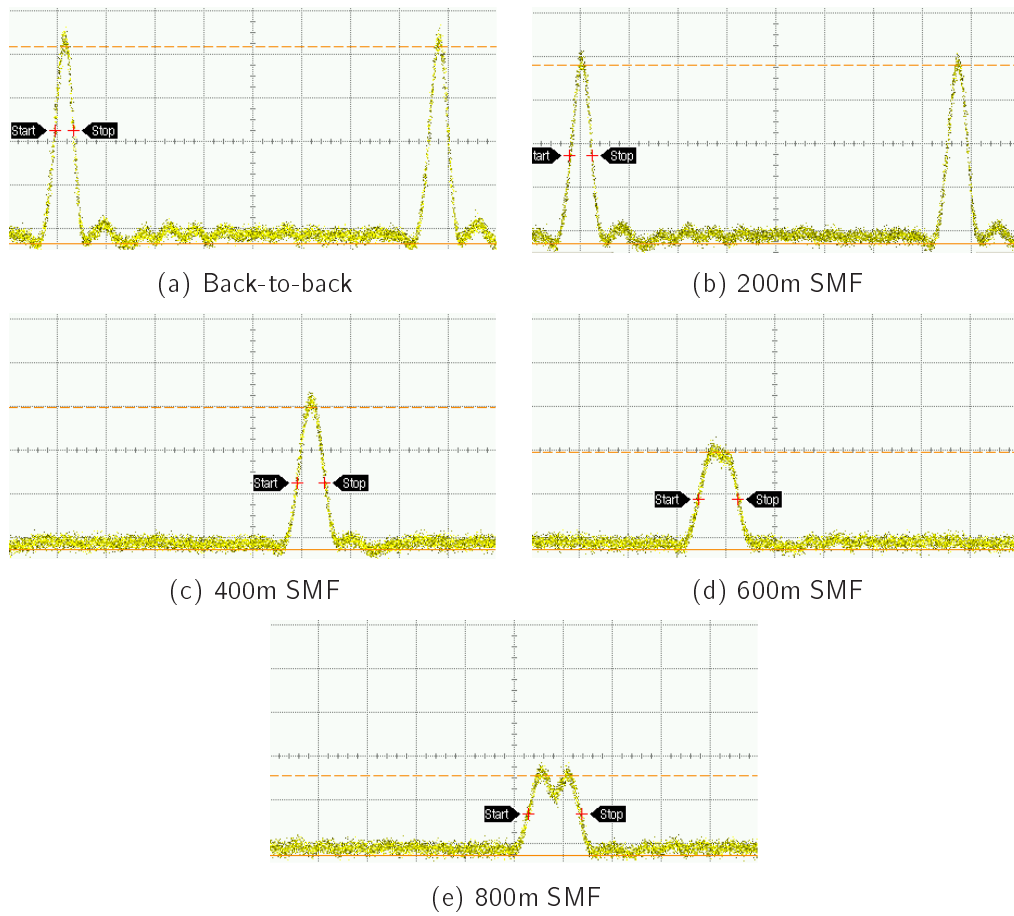 Start Stop
tart Stop
(a) Back-to-back
(b) 200m SMF
Start Stop
Start Stop
(c) 400m SMF
(d) 600m SMF
Start Stop
(e) 800m SMF